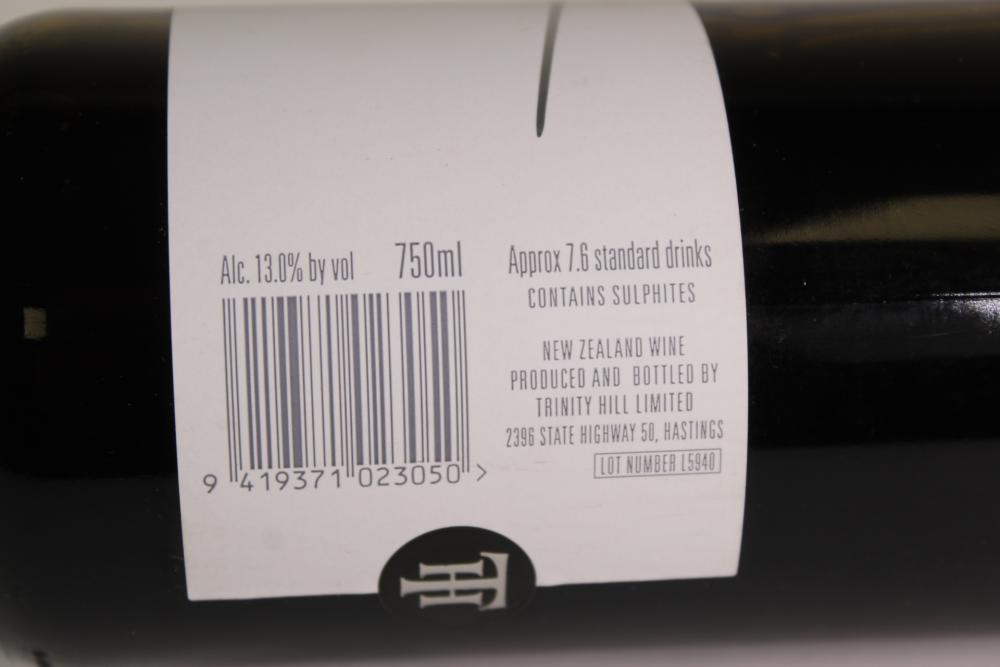 Alc. 13.0% by vol 750ml
9 419371 023050 >
Approx 7.6 standard drinks
CONTAINS SULPHITES
NEW ZEALAND WINE
PRODUCED AND BOTTLED BY
TRINITY HILL LIMITED
2396 STATE HIGHWAY 50, HASTINGS
LOT NUMBER L5940
TH